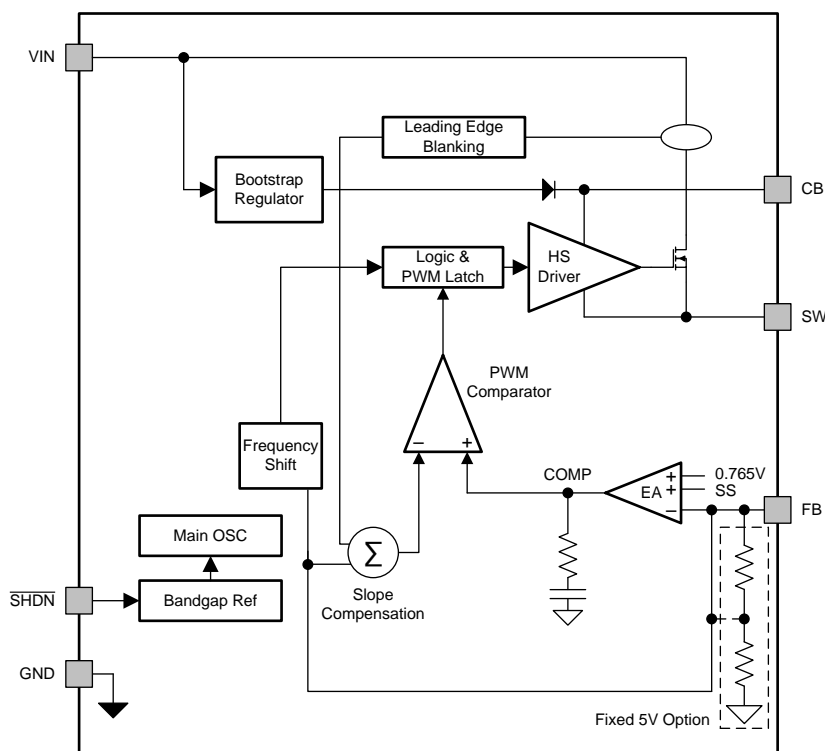 VIN
Leading Edge
Blanking
Bootstrap
Regulator
CB
Logic &
PWM Latch
HS
Driver
SW
PWM
Comparator
− +
Frequency
Shift
COMP
EA
+
+
−
0.765V
SS
FB
Main OSC
Σ
SHDN
Bandgap Ref
Slope
Compensation
GND
Fixed 5V Option